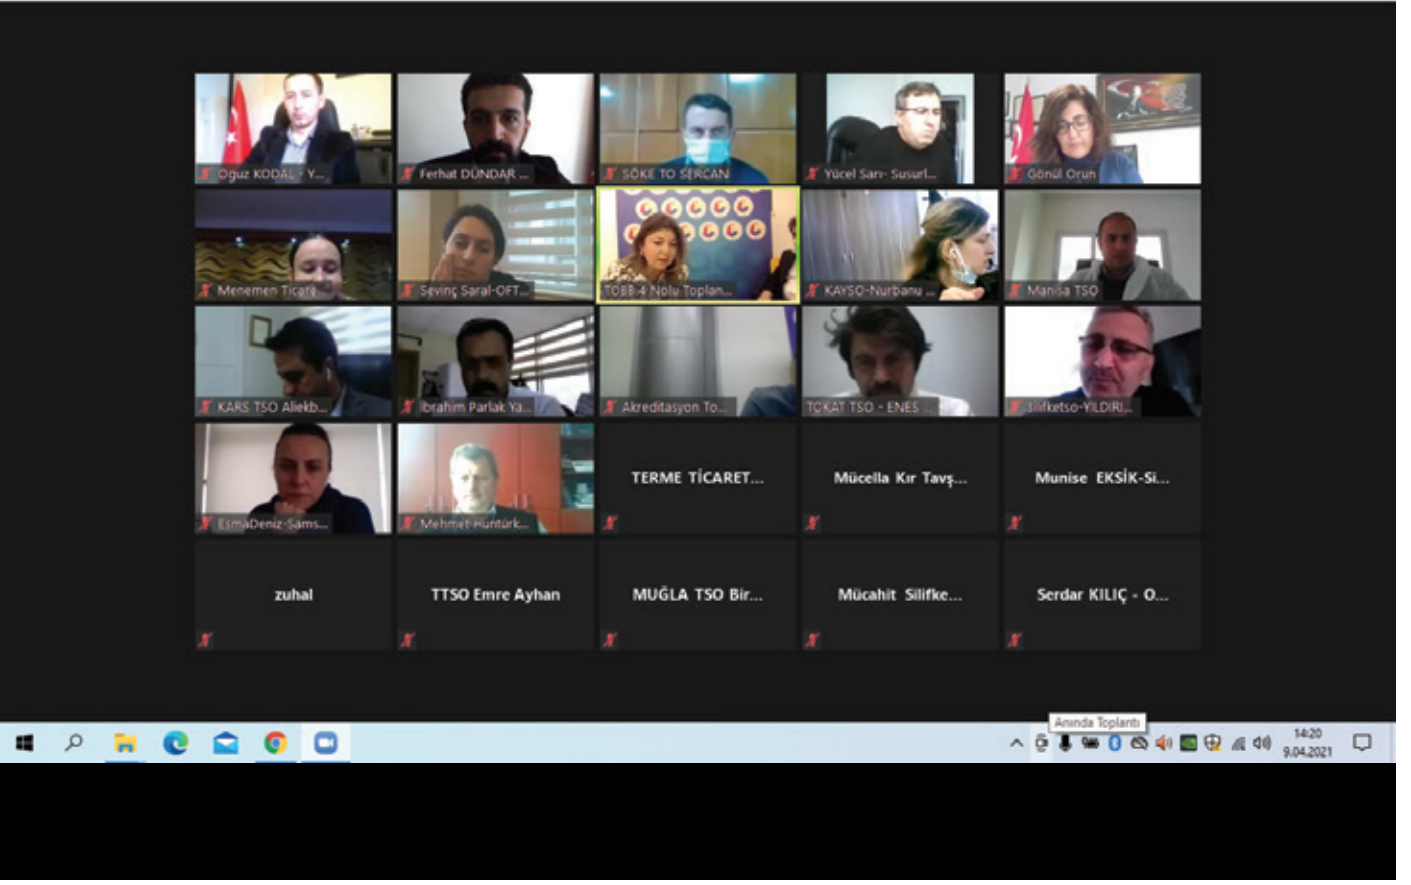 Oğuz KODAL - Y...
Ferhat DÜNDAR ...
SÖKE TO SERCAN
Yücel Sarı- Susurl...
Gönül Orun
Menemen Ticare...
Sevinç Saral-OFT...
TOBB 4 Nolu Toplan...
KAYSO-Nurbanu ...
Manisa TSO
KARS TSO Aliekb...
İbrahim Parlak Ya...
Akreditasyon To...
TOKAT TSO - ENES ...
silifketso-YILDIRI...
EsmaDeniz-Sams...
Mehmet Hüntürk...
TERME TİCARET...
Mücella Kır Tavş...
Munise EKSİK-Si...
zuhal
TTSO Emre Ayhan
MUĞLA TSO Bir...
Mücahit Silifke...
Serdar KILIÇ - O...
Anında Toplantı
14:20
9.04.2021